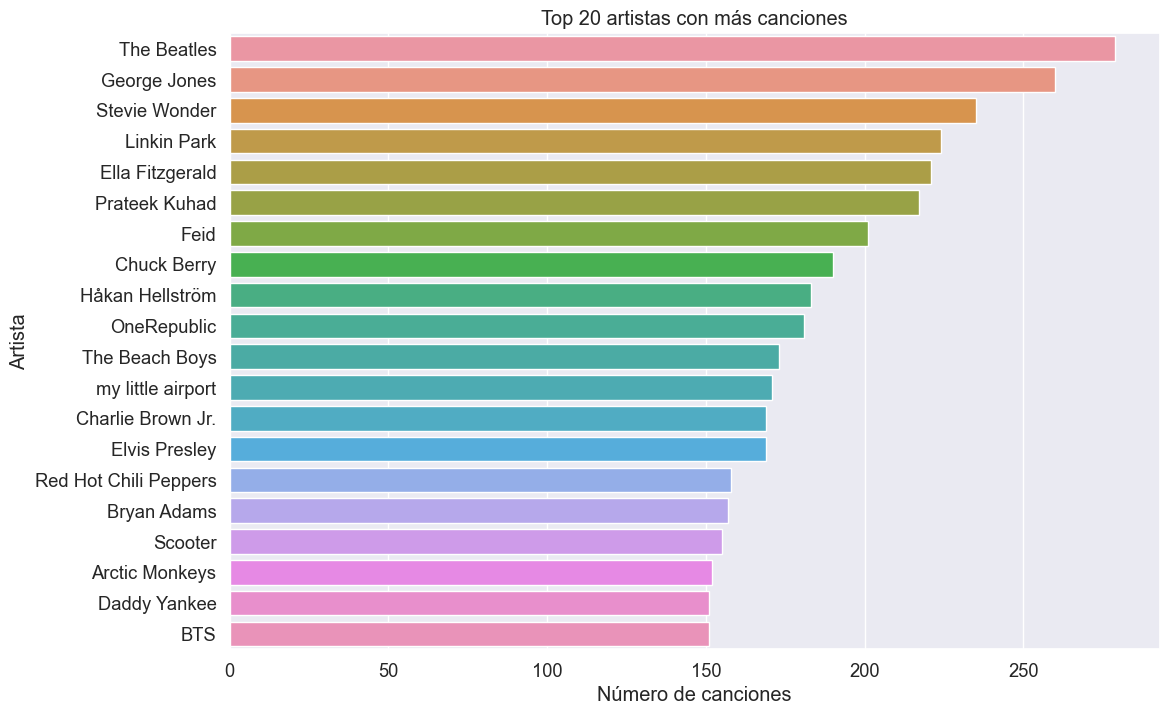 Top 20 artistas con más canciones
Artista
The Beatles
George Jones
Stevie Wonder
Linkin Park
Ella Fitzgerald
Prateek Kuhad
Feid
Chuck Berry
Håkan Hellström
OneRepublic
The Beach Boys
my little airport
Charlie Brown Jr.
Elvis Presley
Red Hot Chili Peppers
Bryan Adams
Scooter
Arctic Monkeys
Daddy Yankee
BTS
0 50 100 150 200 250
Número de canciones